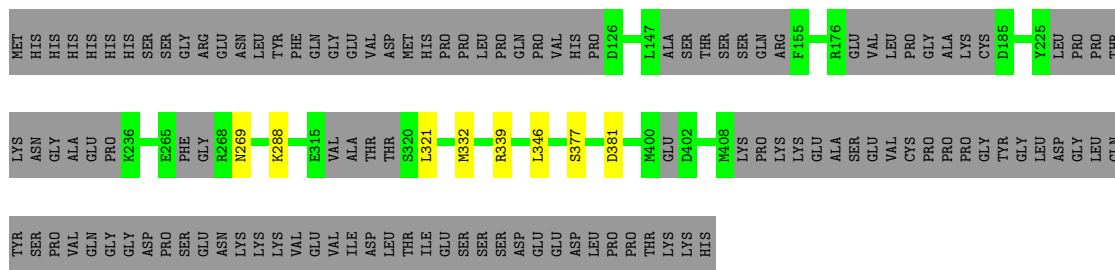 MET HIS HIS HIS HIS HIS HIS SER SER GLY ARG GLU ASN LEU TYR PHE GLN GLY GLU VAL ASP MET HIS PRO PRO LEU PRO GLN PRO VAL HIS PRO D126 L147 ALA SER THR SER SER GLN ARG F155 R176 GLU VAL LEU PRO GLY ALA LYS CYS D185 Y225 LEU PRO PRO THR
LYS ASN GLY ALA GLU PRO K236 E265 PHE GLY R268 N269 K288 E315 VAL ALA THR THR S320 L321 M332 R339 L346 S377 D381 M400 GLU D402 M408 LYS PRO LYS LYS GLU ALA SER GLU VAL CYS PRO PRO PRO GLY TYR GLY LEU ASP GLY LEU GLN
TYR SER PRO VAL GLN GLY GLY ASP PRO SER GLU ASN LYS LYS LYS VAL GLU VAL ILE ASP LEU THR ILE GLU SER SER SER ASP GLU GLU ASP LEU PRO PRO THR LYS LYS HIS